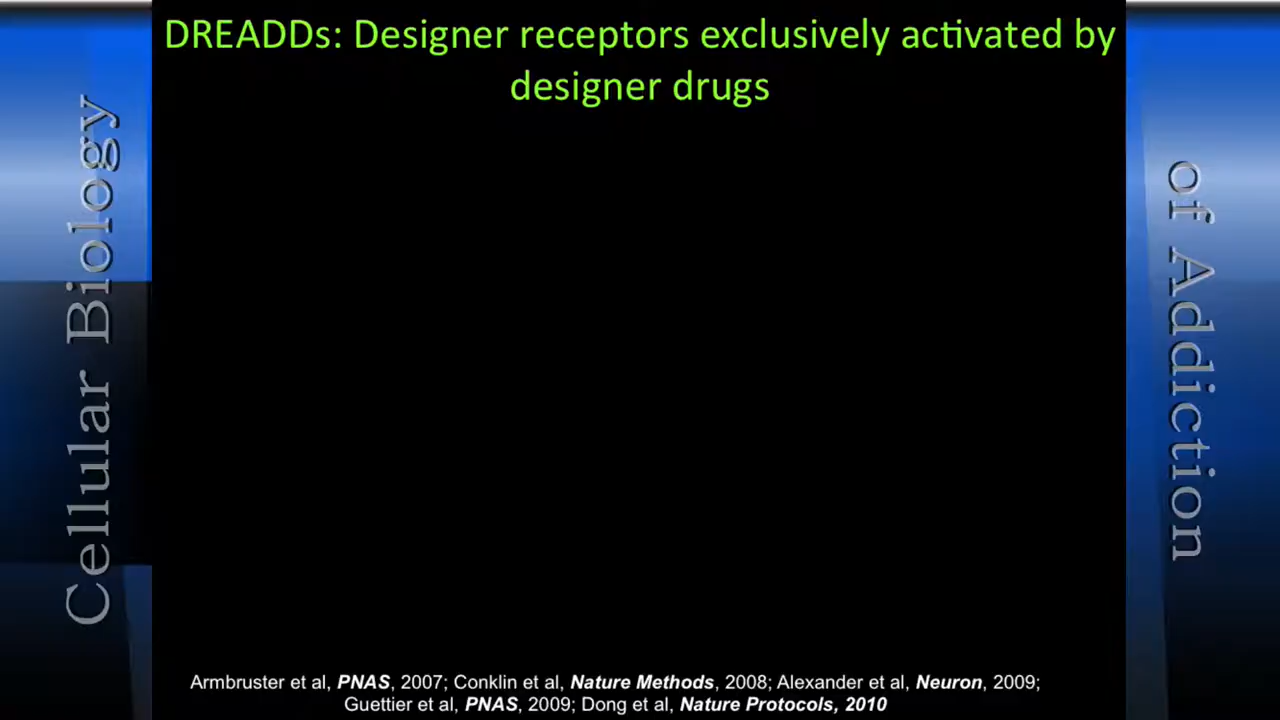 DREADDs: Designer receptors exclusively activated by
designer drugs
Cellular Biology
of Addiction
Armbruster et al, PNAS, 2007; Conklin et al, Nature Methods, 2008; Alexander et al, Neuron, 2009;
Guettier et al, PNAS, 2009; Dong et al, Nature Protocols, 2010